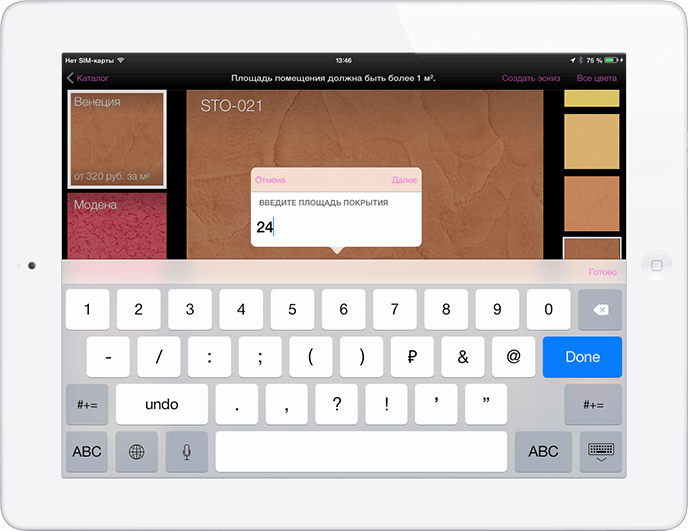 Нет SIM-карты 13:46 75 %
Каталог Площадь помещения должна быть более 1 м². Создать эскиз Все цвета
Венеция
от 320 руб. за м²
Модена
STO-021
Отмена Далее
ВВЕДИТЕ ПЛОЩАДЬ ПОКРЫТИЯ
24
Готово
1 2 3 4 5 6 7 8 9 0
- / : ; ( ) ₽ & @ Done
#+= undo . , ? ! ' " #+=
ABC ABC